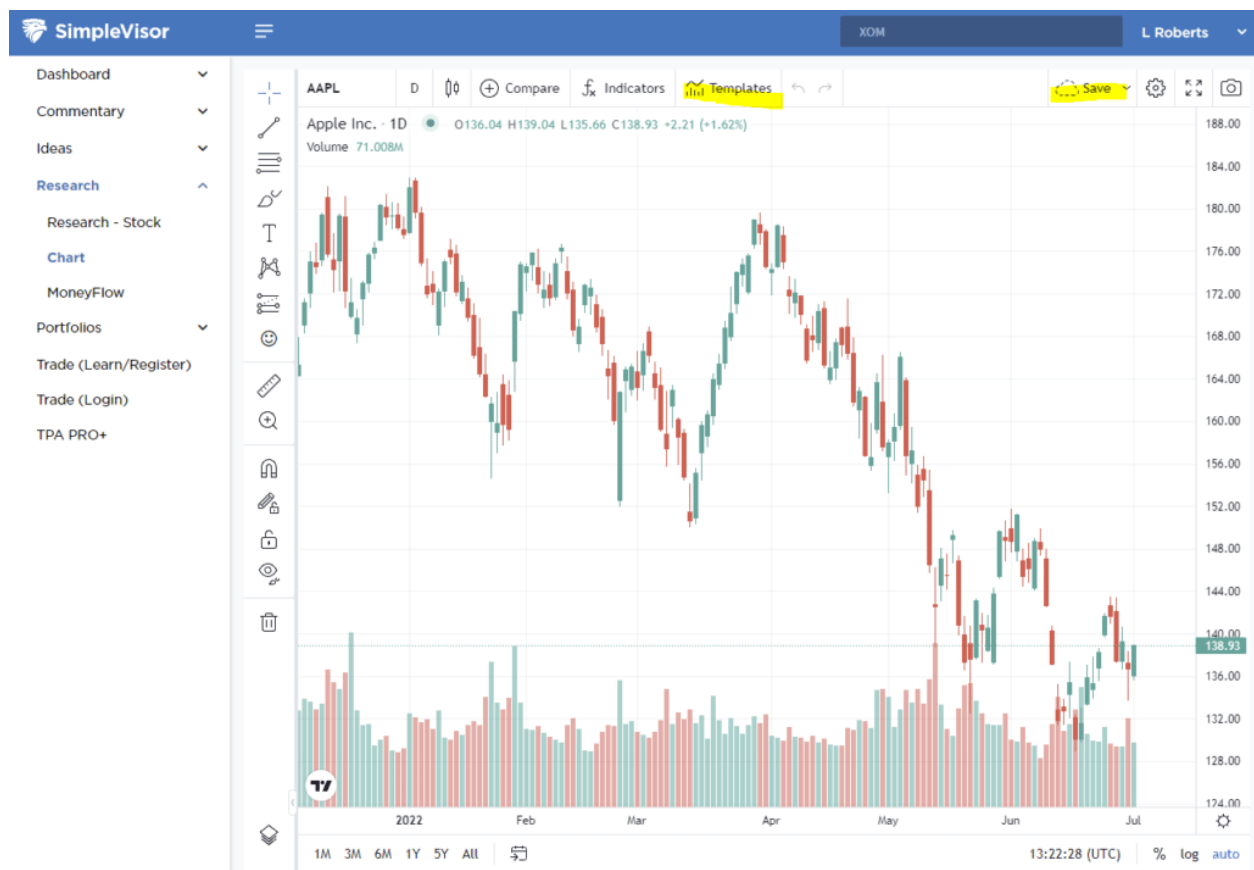 SimpleVisor
XOM
L Roberts
Dashboard
Commentary
Ideas
Research
Research - Stock
Chart
MoneyFlow
Portfolios
Trade (Learn/Register)
Trade (Login)
TPA PRO+
AAPL D Compare fx Indicators Templates Save
Apple Inc. · 1D O136.04 H139.04 L135.66 C138.93 +2.21 (+1.62%)
Volume 71.008M
T
188.00
184.00
180.00
176.00
172.00
168.00
164.00
160.00
156.00
152.00
148.00
144.00
140.00
138.93
136.00
132.00
128.00
124.00
2022 Feb Mar Apr May Jun Jul
1M 3M 6M 1Y 5Y All 13:22:28 (UTC) % log auto